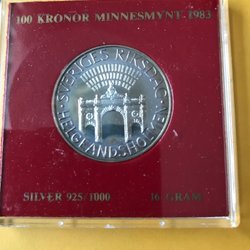 100 KRONOR MINNESMYNT 1983
SVERIGES RIKSDAG
HELGEANDSHOLMEN
SILVER 925/1000 16 GRAM